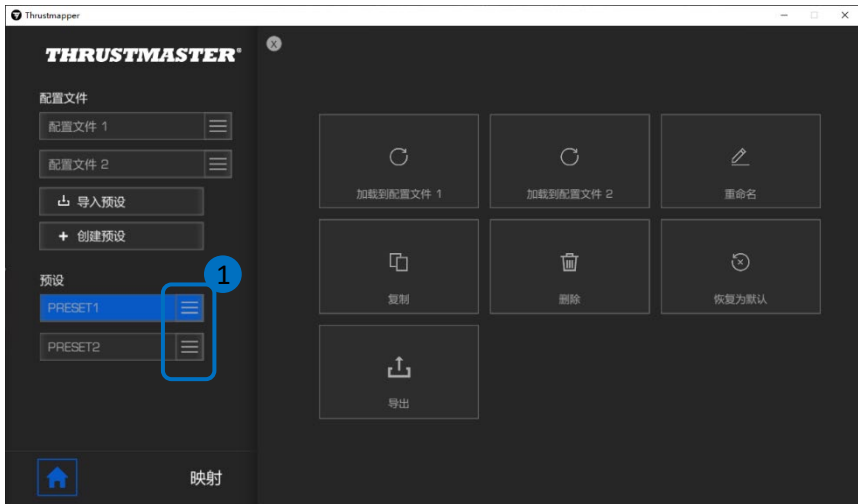 Thrustmapper
THRUSTMASTER®
X
配置文件
配置文件 1
配置文件 2
导入预设
+ 创建预设
1
预设
PRESET1
PRESET2
映射
加载到配置文件 1
加载到配置文件 2
重命名
复制
删除
恢复为默认
导出